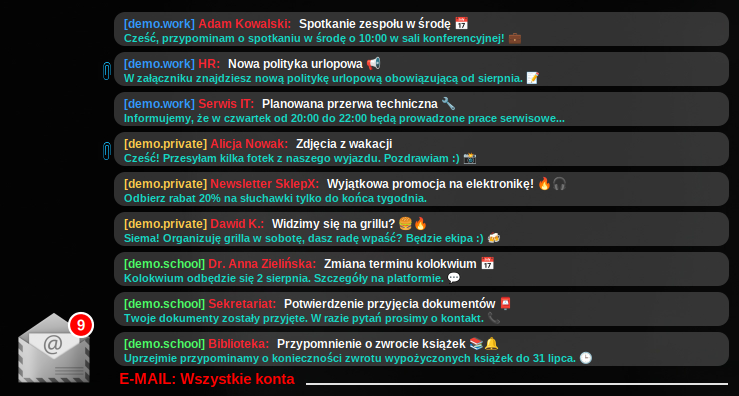 [demo.work] Adam Kowalski: Spotkanie zespołu w środę 📅
Cześć, przypominam o spotkaniu w środę o 10:00 w sali konferencyjnej! 💼
[demo.work] HR: Nowa polityka urlopowa 📢
W załączniku znajdziesz nową politykę urlopową obowiązującą od sierpnia. 📝
[demo.work] Serwis IT: Planowana przerwa techniczna 🔧
Informujemy, że w czwartek od 20:00 do 22:00 będą prowadzone prace serwisowe...
[demo.private] Alicja Nowak: Zdjęcia z wakacji
Cześć! Przesyłam kilka fotek z naszego wyjazdu. Pozdrawiam :) 📸
[demo.private] Newsletter SklepX: Wyjątkowa promocja na elektronikę! 🔥🎧
Odbierz rabat 20% na słuchawki tylko do końca tygodnia.
[demo.private] Dawid K.: Widzimy się na grillu? 🍔🔥
Siema! Organizuję grilla w sobotę, dasz radę wpaść? Będzie ekipa :) 🍻
[demo.school] Dr. Anna Zielińska: Zmiana terminu kolokwium 📅
Kolokwium odbędzie się 2 sierpnia. Szczegóły na platformie. 💬
[demo.school] Sekretariat: Potwierdzenie przyjęcia dokumentów 📮
Twoje dokumenty zostały przyjęte. W razie pytań prosimy o kontakt. 📞
[demo.school] Biblioteka: Przypomnienie o zwrocie książek 📚🔔
Uprzejmie przypominamy o konieczności zwrotu wypożyczonych książek do 31 lipca. 🕒
9
@
E-MAIL: Wszystkie konta